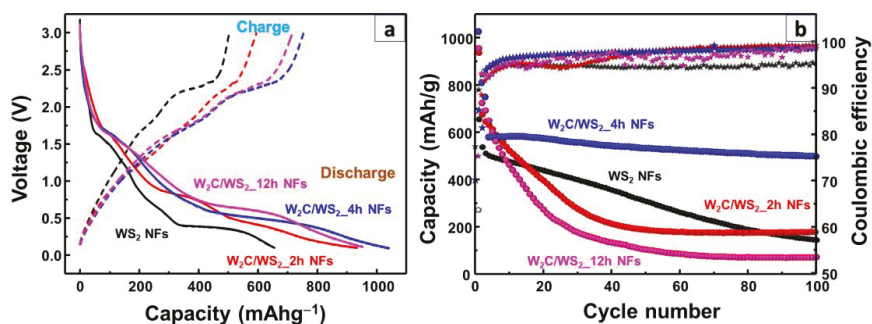 a
Charge
Discharge
W₂C/WS₂_12h NFs
W₂C/WS₂_4h NFs
WS₂ NFs
W₂C/WS₂_2h NFs
Voltage (V)
3.0
2.5
2.0
1.5
1.0
0.5
0.0
0 200 400 600 800 1000
Capacity (mAhg⁻¹)
b
W₂C/WS₂_4h NFs
WS₂ NFs
W₂C/WS₂_2h NFs
W₂C/WS₂_12h NFs
Capacity (mAh/g)
1000
800
600
400
200
0
Coulombic efficiency
100
90
80
70
60
50
0 20 40 60 80 100
Cycle number